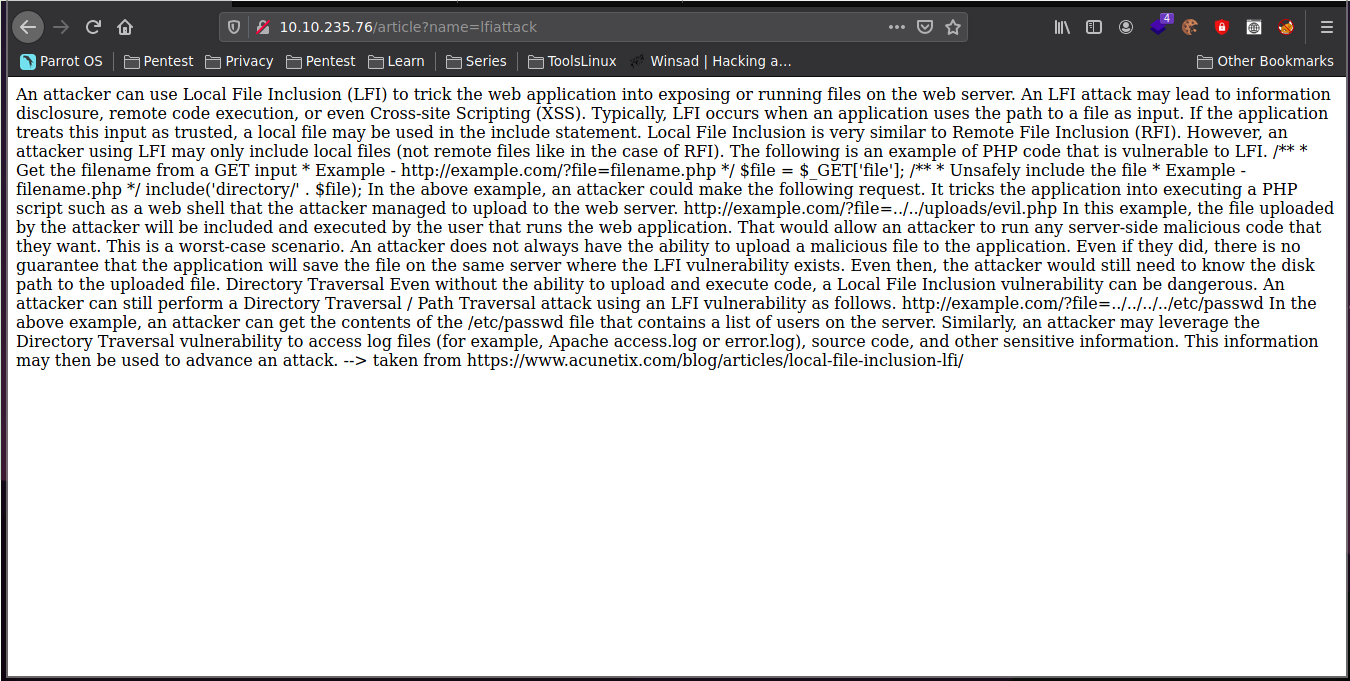 10.10.235.76/article?name=lfiattack
4
Parrot OS Pentest Privacy Pentest Learn Series ToolsLinux Winsad | Hacking a... Other Bookmarks
An attacker can use Local File Inclusion (LFI) to trick the web application into exposing or running files on the web server. An LFI attack may lead to information
disclosure, remote code execution, or even Cross-site Scripting (XSS). Typically, LFI occurs when an application uses the path to a file as input. If the application
treats this input as trusted, a local file may be used in the include statement. Local File Inclusion is very similar to Remote File Inclusion (RFI). However, an
attacker using LFI may only include local files (not remote files like in the case of RFI). The following is an example of PHP code that is vulnerable to LFI. /** *
Get the filename from a GET input * Example - http://example.com/?file=filename.php */ $file = $_GET['file']; /** * Unsafely include the file * Example -
filename.php */ include('directory/' . $file); In the above example, an attacker could make the following request. It tricks the application into executing a PHP
script such as a web shell that the attacker managed to upload to the web server. http://example.com/?file=../../uploads/evil.php In this example, the file uploaded
by the attacker will be included and executed by the user that runs the web application. That would allow an attacker to run any server-side malicious code that
they want. This is a worst-case scenario. An attacker does not always have the ability to upload a malicious file to the application. Even if they did, there is no
guarantee that the application will save the file on the same server where the LFI vulnerability exists. Even then, the attacker would still need to know the disk
path to the uploaded file. Directory Traversal Even without the ability to upload and execute code, a Local File Inclusion vulnerability can be dangerous. An
attacker can still perform a Directory Traversal / Path Traversal attack using an LFI vulnerability as follows. http://example.com/?file=../../../../etc/passwd In the
above example, an attacker can get the contents of the /etc/passwd file that contains a list of users on the server. Similarly, an attacker may leverage the
Directory Traversal vulnerability to access log files (for example, Apache access.log or error.log), source code, and other sensitive information. This information
may then be used to advance an attack. --> taken from https://www.acunetix.com/blog/articles/local-file-inclusion-lfi/